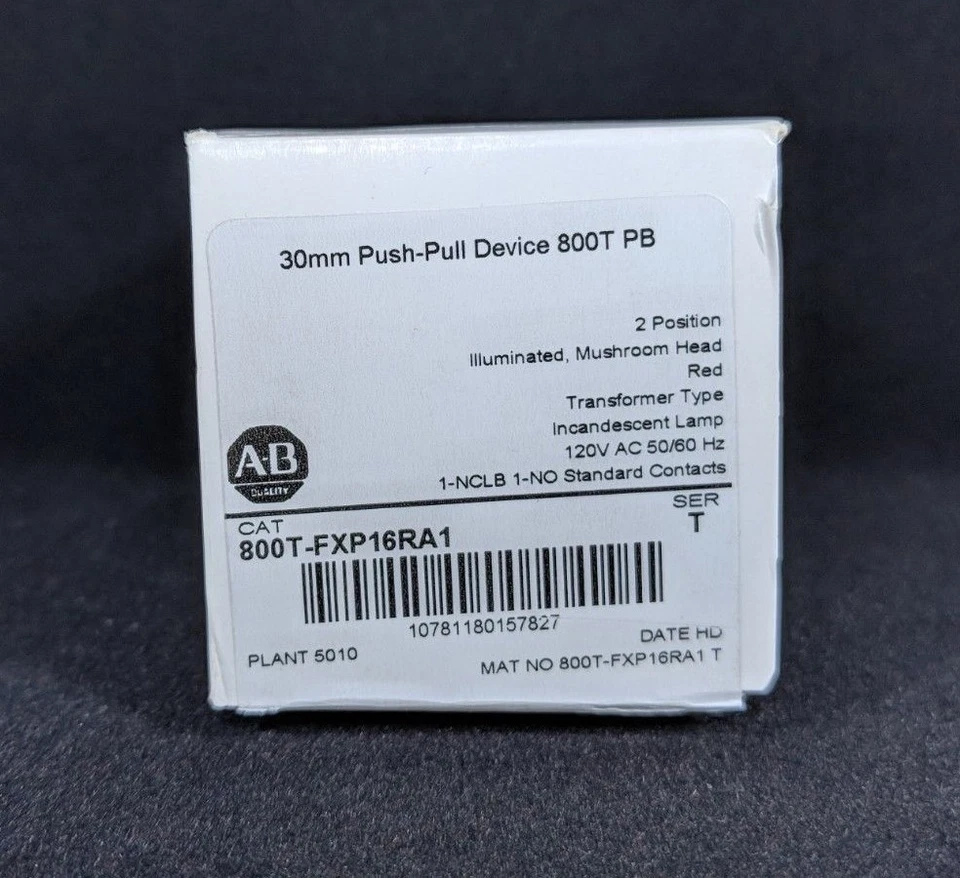 30mm Push-Pull Device 800T PB
2 Position
Illuminated, Mushroom Head
Red
Transformer Type
Incandescent Lamp
120V AC 50/60 Hz
1-NCLB 1-NO Standard Contacts
A-B
QUALITY
CAT
800T-FXP16RA1
SER
T
10781180157827
PLANT 5010
DATE HD
MAT NO 800T-FXP16RA1 T